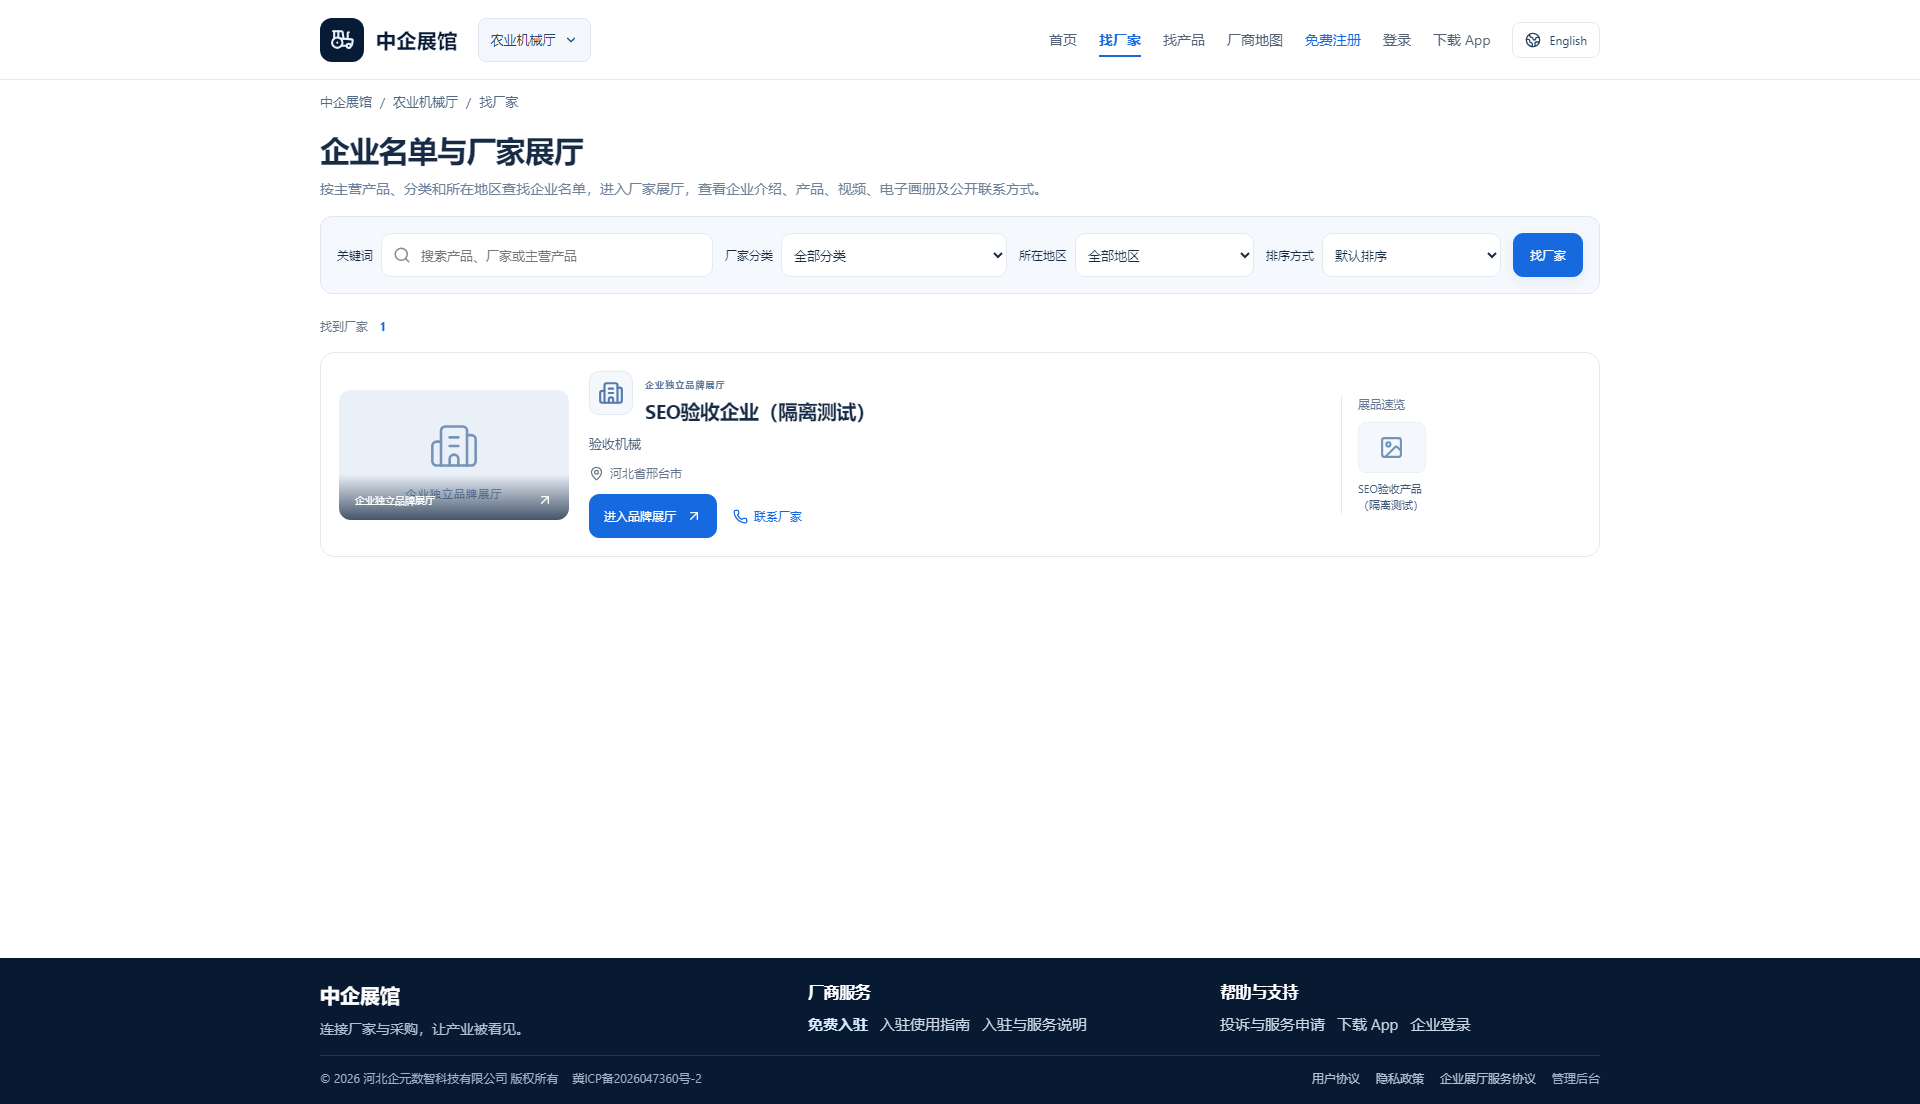 中企展馆
农业机械厅
首页
找厂家
找产品
厂商地图
免费注册
登录
下载 App
English
中企展馆 / 农业机械厅 / 找厂家
企业名单与厂家展厅
按主营产品、分类和所在地区查找企业名单，进入厂家展厅，查看企业介绍、产品、视频、电子画册及公开联系方式。
关键词
搜索产品、厂家或主营产品
厂家分类
全部分类
所在地区
全部地区
排序方式
默认排序
找厂家
找到厂家 1
企业独立品牌展厅
企业独立品牌展厅
企业独立品牌展厅
SEO验收企业（隔离测试）
验收机械
河北省邢台市
进入品牌展厅
联系厂家
展品速览
SEO验收产品
（隔离测试）
中企展馆
连接厂家与采购，让产业被看见。
厂商服务
免费入驻 入驻使用指南 入驻与服务说明
帮助与支持
投诉与服务申请 下载 App 企业登录
© 2026 河北企元数智科技有限公司 版权所有 冀ICP备2026047360号-2
用户协议 隐私政策 企业展厅服务协议 管理后台